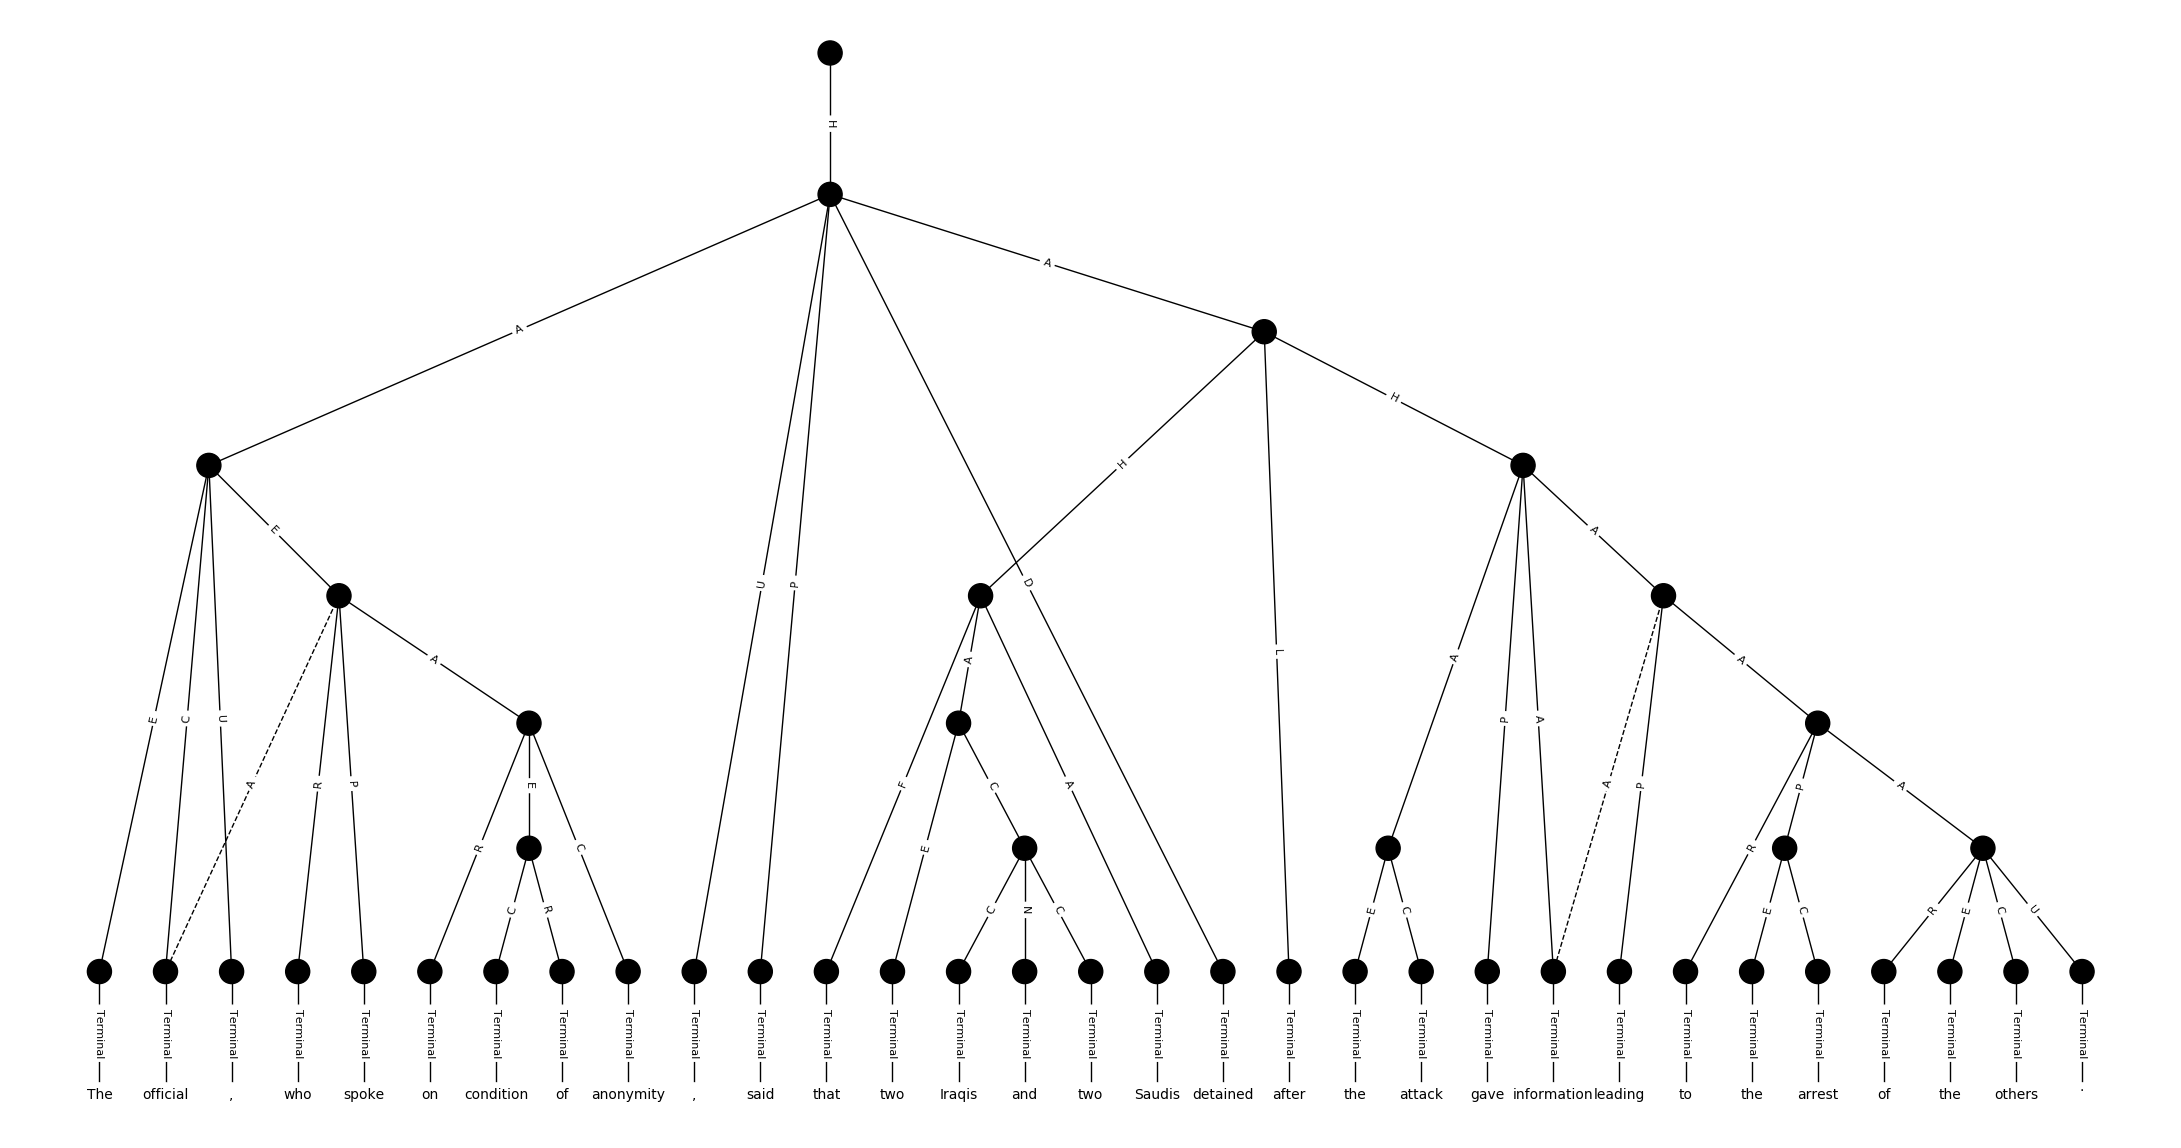 H
A
A
H
H
E
A
U
P
D
L
A
P
A
A
E
C
U
A
R
P
A
F
A
A
A
P
A
R
E
C
E
C
C
N
C
E
C
R
P
A
C
R
E
C
R
E
C
U
Terminal Terminal Terminal Terminal Terminal Terminal Terminal Terminal Terminal Terminal Terminal Terminal Terminal Terminal Terminal Terminal Terminal Terminal Terminal Terminal Terminal Terminal Terminal Terminal Terminal Terminal Terminal Terminal Terminal Terminal Terminal
The official , who spoke on condition of anonymity , said that two Iraqis and two Saudis detained after the attack gave information leading to the arrest of the others .